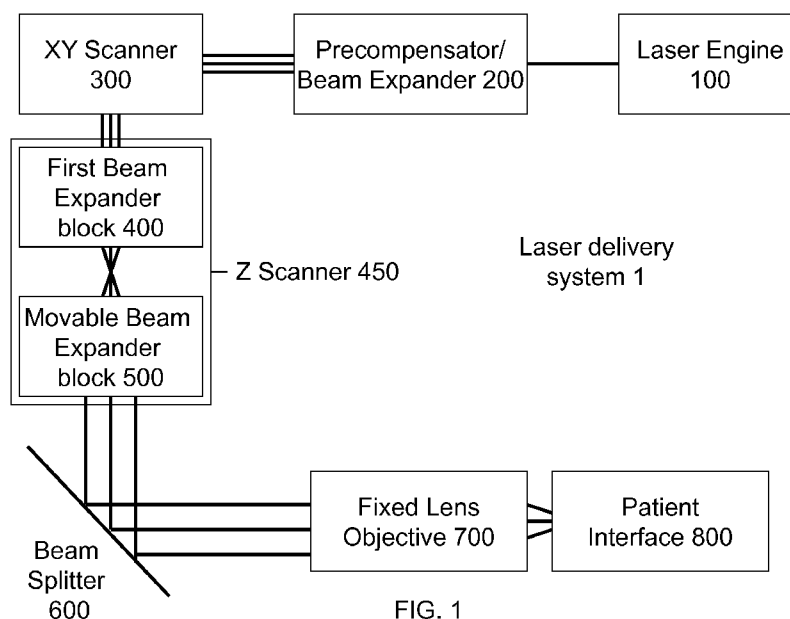 XY Scanner
300
Precompensator/
Beam Expander 200
Laser Engine
100
First Beam
Expander
block 400
Z Scanner 450
Laser delivery
system 1
Movable Beam
Expander
block 500
Beam
Splitter
600
Fixed Lens
Objective 700
Patient
Interface 800
FIG. 1